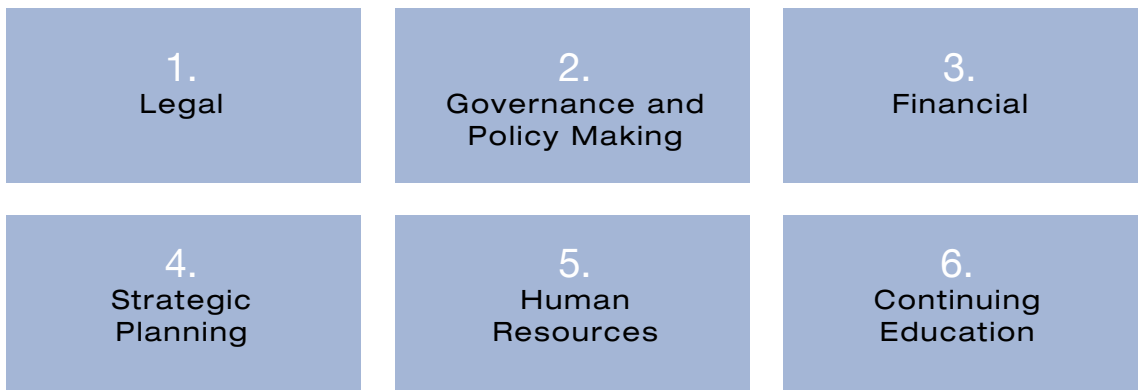 1.
Legal
2.
Governance and
Policy Making
3.
Financial
4.
Strategic
Planning
5.
Human
Resources
6.
Continuing
Education